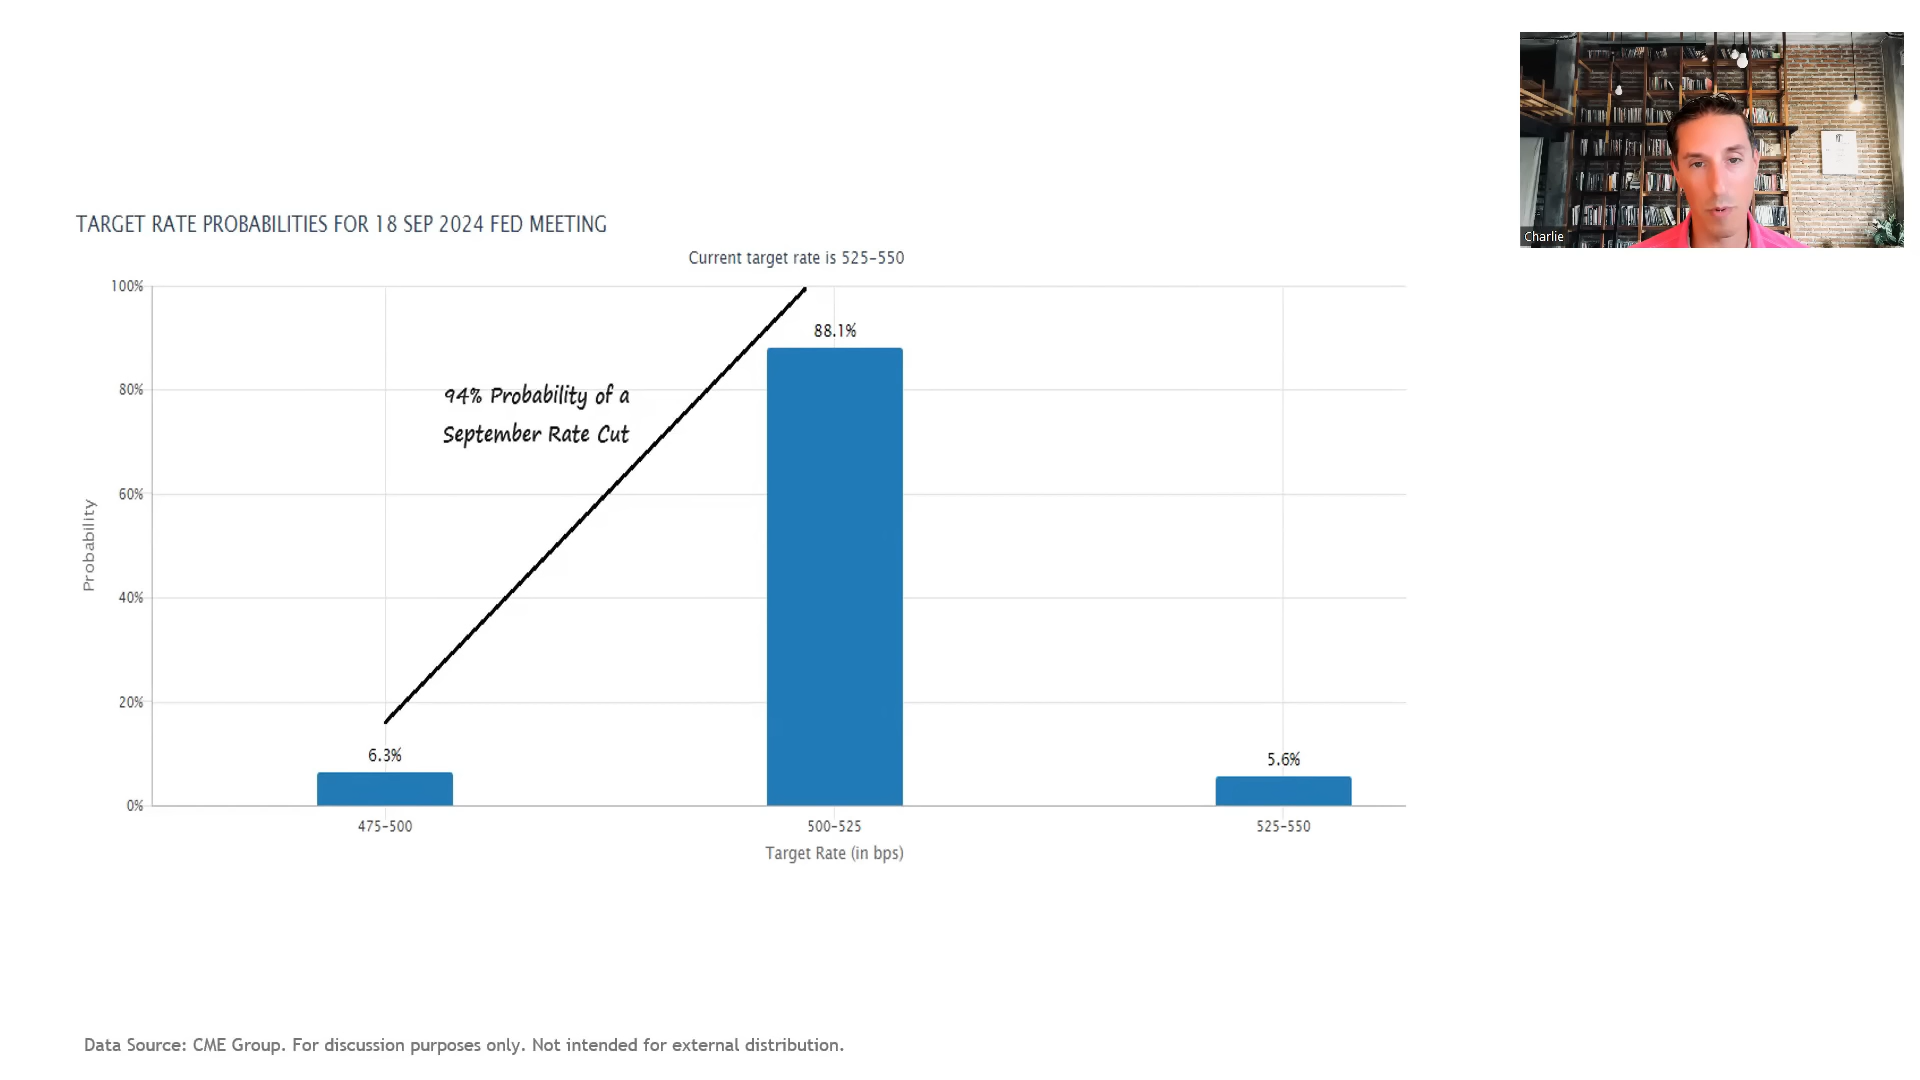 Charlie
TARGET RATE PROBABILITIES FOR 18 SEP 2024 FED MEETING
Current target rate is 525–550
100%
88.1%
94% Probability of a
September Rate Cut
80%
60%
Probability
40%
20%
6.3%
5.6%
0%
475–500
500–525
525–550
Target Rate (in bps)
Data Source: CME Group. For discussion purposes only. Not intended for external distribution.